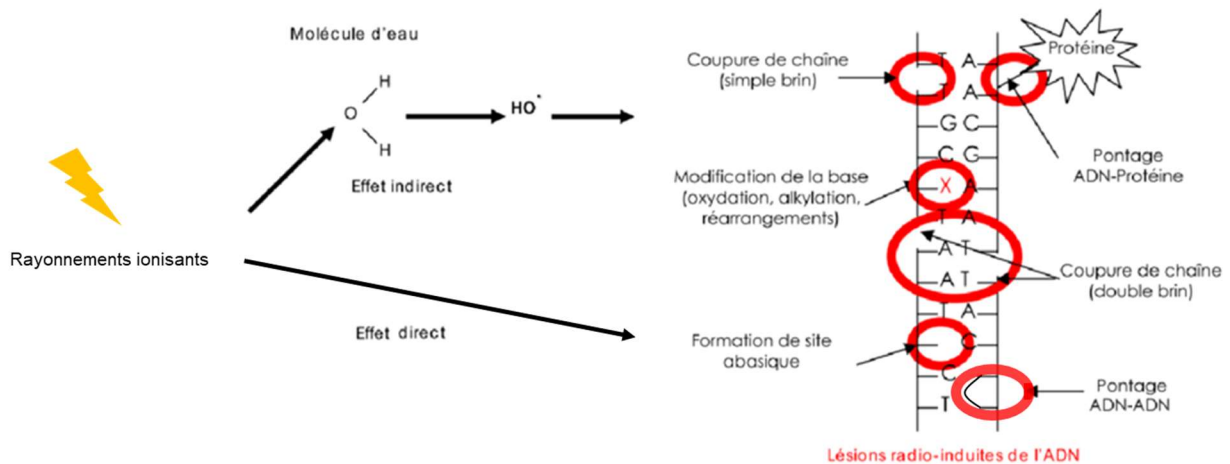 Molécule d'eau
H
O
H
HO•
Effet indirect
Rayonnements ionisants
Effet direct
Coupure de chaîne
(simple brin)
Protéine
Pontage
ADN-Protéine
Modification de la base
(oxydation, alkylation,
réarrangements)
Coupure de chaîne
(double brin)
Formation de site
abasique
Pontage
ADN-ADN
T A
T A
G C
C G
X A
T A
A T
A T
T A
C
C
T
Lésions radio-induites de l'ADN